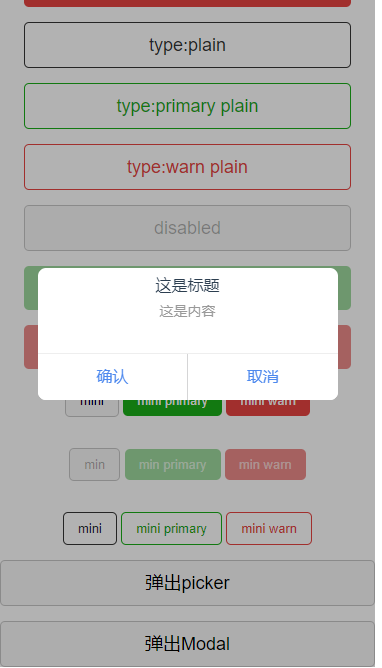 type:plain
type:primary plain
type:warn plain
disabled
这是标题
这是内容
确认 取消
mini mini primary mini warn
min min primary min warn
mini mini primary mini warn
弹出picker
弹出Modal